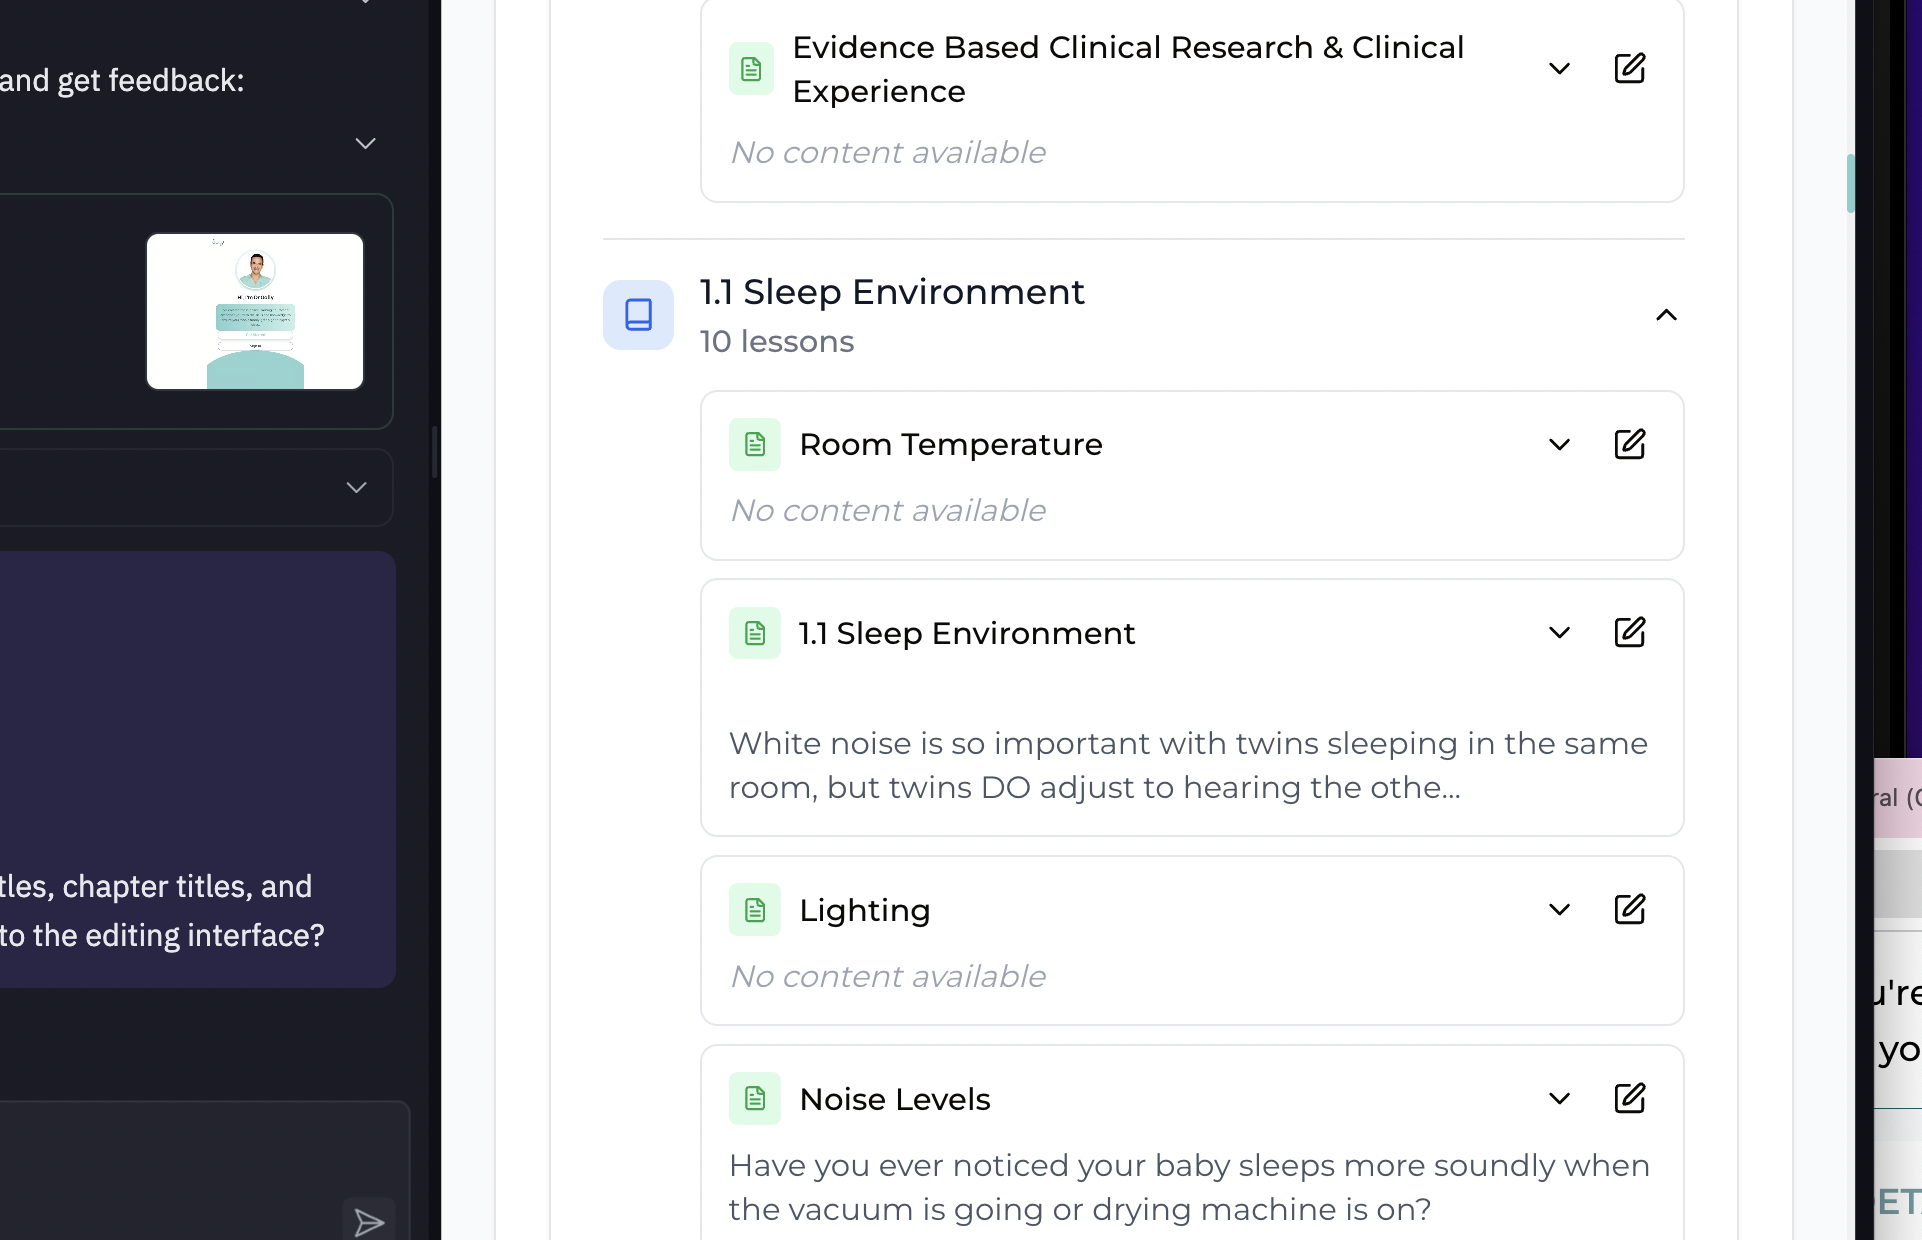 and get feedback:
Hi, I'm Dr Golly
tles, chapter titles, and
to the editing interface?
Evidence Based Clinical Research & Clinical
Experience
No content available
1.1 Sleep Environment
10 lessons
Room Temperature
No content available
1.1 Sleep Environment
White noise is so important with twins sleeping in the same
room, but twins DO adjust to hearing the othe...
Lighting
No content available
Noise Levels
Have you ever noticed your baby sleeps more soundly when
the vacuum is going or drying machine is on?
ral (
u're
yo
ET